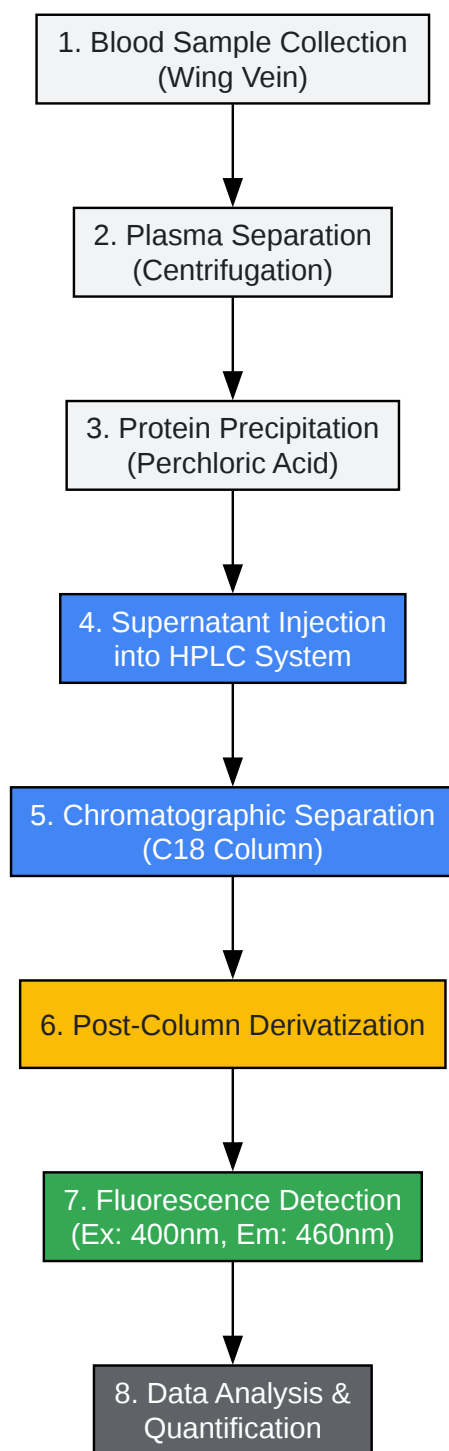 1. Blood Sample Collection
(Wing Vein)
2. Plasma Separation
(Centrifugation)
3. Protein Precipitation
(Perchloric Acid)
4. Supernatant Injection
into HPLC System
5. Chromatographic Separation
(C18 Column)
6. Post-Column Derivatization
7. Fluorescence Detection
(Ex: 400nm, Em: 460nm)
8. Data Analysis &
Quantification